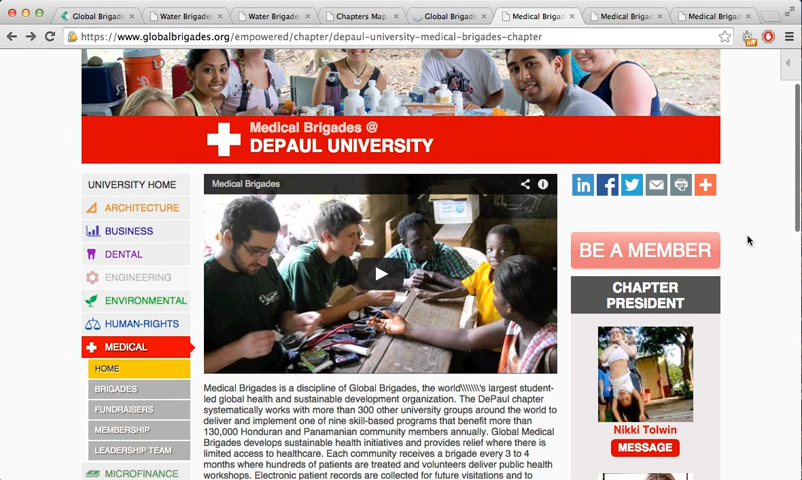 Global Brigades
Water Brigades
Water Brigades
Chapters Map
Global Brigade
Medical Brigad
Medical Brigad
Medical Brigad
https://www.globalbrigades.org/empowered/chapter/depaul-university-medical-brigades-chapter
Medical Brigades @
DEPAUL UNIVERSITY
UNIVERSITY HOME
ARCHITECTURE
BUSINESS
DENTAL
ENGINEERING
ENVIRONMENTAL
HUMAN-RIGHTS
MEDICAL
HOME
BRIGADES
FUNDRAISERS
MEMBERSHIP
LEADERSHIP TEAM
MICROFINANCE
Medical Brigades
Medical Brigades is a discipline of Global Brigades, the world\\\\\\\'s largest student-
led global health and sustainable development organization. The DePaul chapter
systematically works with more than 300 other university groups around the world to
deliver and implement one of nine skill-based programs that benefit more than
130,000 Honduran and Panamanian community members annually. Global Medical
Brigades develops sustainable health initiatives and provides relief where there is
limited access to healthcare. Each community receives a brigade every 3 to 4
months where hundreds of patients are treated and volunteers deliver public health
workshops. Electronic patient records are collected for future visitations and to
BE A MEMBER
CHAPTER
PRESIDENT
Nikki Tolwin
MESSAGE